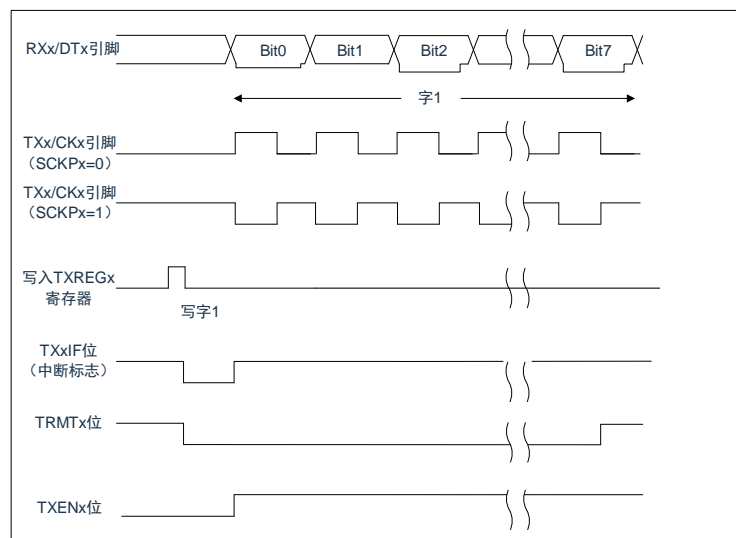 RXx/DTx引脚
Bit0
Bit1
Bit2
Bit7
字1
TXx/CKx引脚
（SCKPx=0）
TXx/CKx引脚
（SCKPx=1）
写入TXREGx
寄存器
写字1
TXxIF位
（中断标志）
TRMTx位
TXENx位